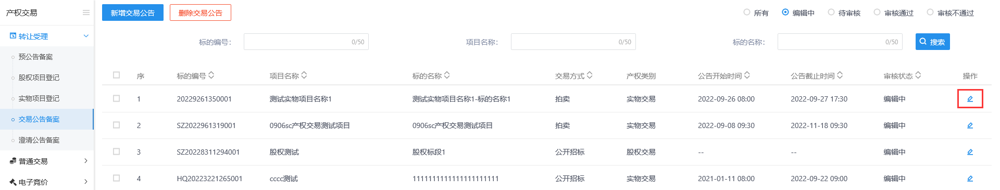 产权交易
新增交易公告 删除交易公告 所有 编辑中 待审核 审核通过 审核不通过
转让受理
标的编号: 0/50 项目名称: 0/50 标的名称: 0/50 搜索
预公告备案
股权项目登记
实物项目登记
交易公告备案
澄清公告备案
普通交易
电子竞价
序 标的编号 项目名称 标的名称 交易方式 产权类别 公告开始时间 公告截止时间 审核状态 操作
1 20229261350001 测试实物项目名称1 测试实物项目名称1-标的名称1 拍卖 实物交易 2022-09-26 08:00 2022-09-27 17:30 编辑中
2 SZ2022961319001 0906sc产权交易测试项目 0906sc产权交易测试项目 拍卖 实物交易 2022-09-08 09:30 2022-11-18 09:30 编辑中
3 SZ20228311294001 股权测试 股权标段1 公开招标 股权交易 -- -- 编辑中
4 HQ20223221265001 cccc测试 1111111111111111111111 公开招标 实物交易 2021-01-11 08:00 2022-09-22 09:00 编辑中